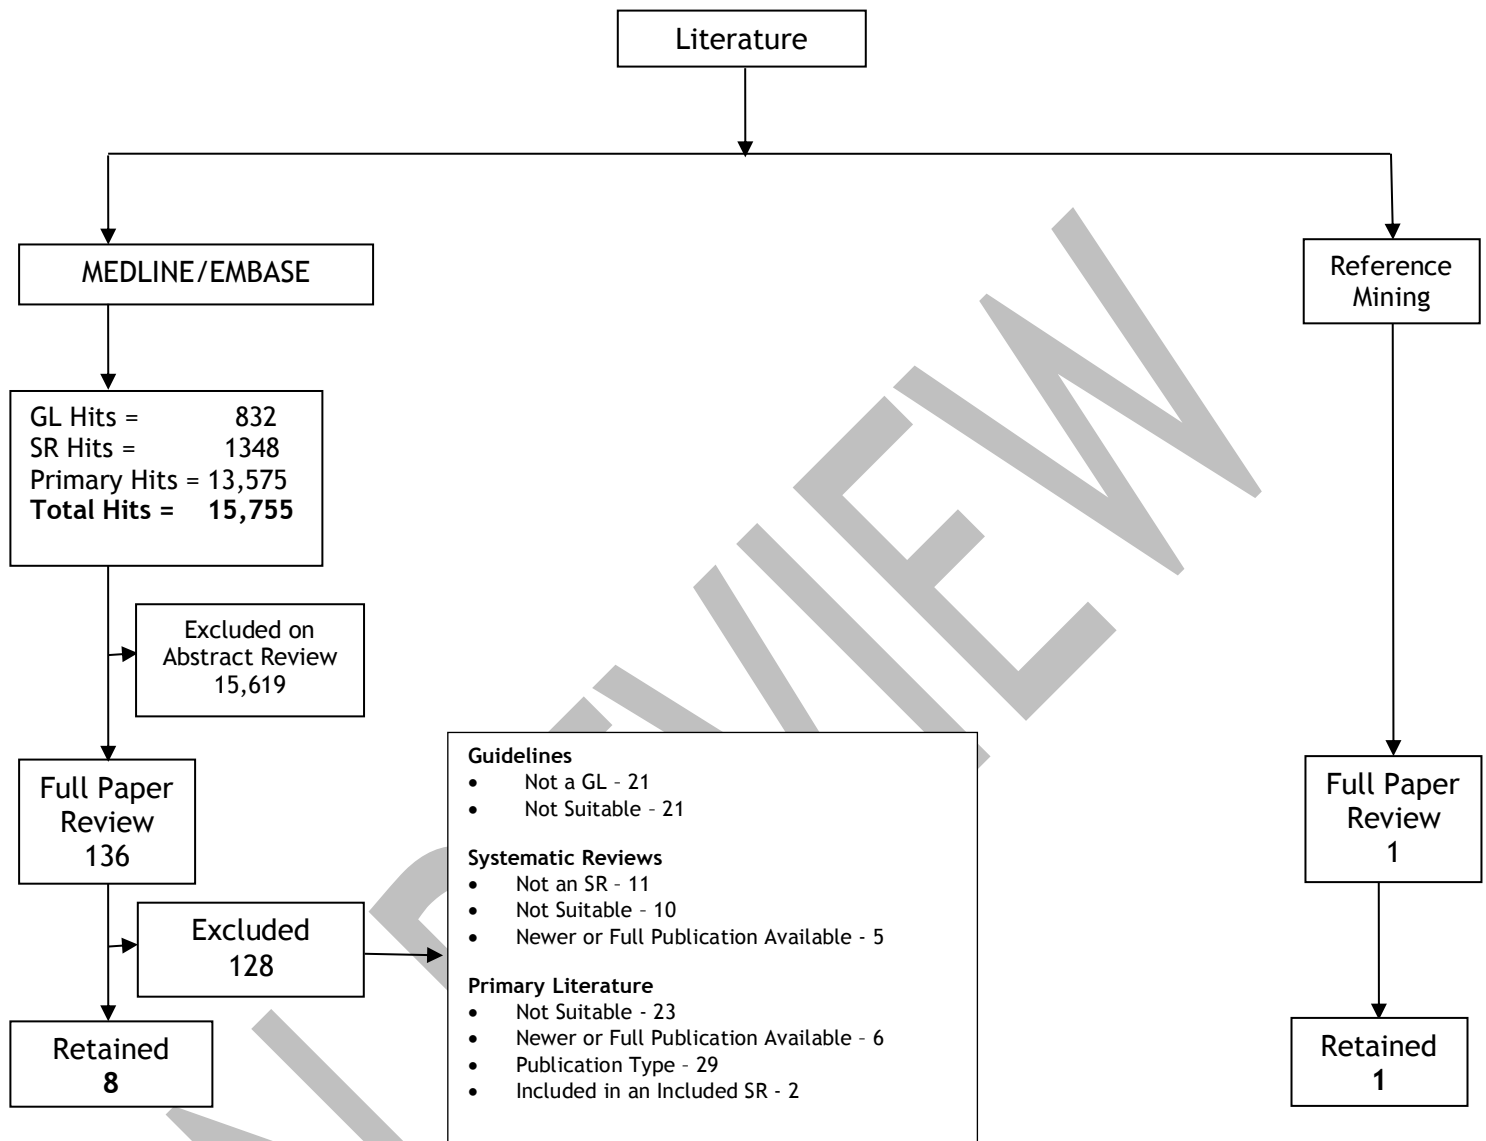 Literature
MEDLINE/EMBASE
Reference
Mining
GL Hits = 832
SR Hits = 1348
Primary Hits = 13,575
Total Hits = 15,755
Excluded on
Abstract Review
15,619
Full Paper
Review
136
Excluded
128
Guidelines
• Not a GL – 21
• Not Suitable – 21
Systematic Reviews
• Not an SR – 11
• Not Suitable – 10
• Newer or Full Publication Available - 5
Primary Literature
• Not Suitable - 23
• Newer or Full Publication Available – 6
• Publication Type – 29
• Included in an Included SR - 2
Retained
8
Full Paper
Review
1
Retained
1